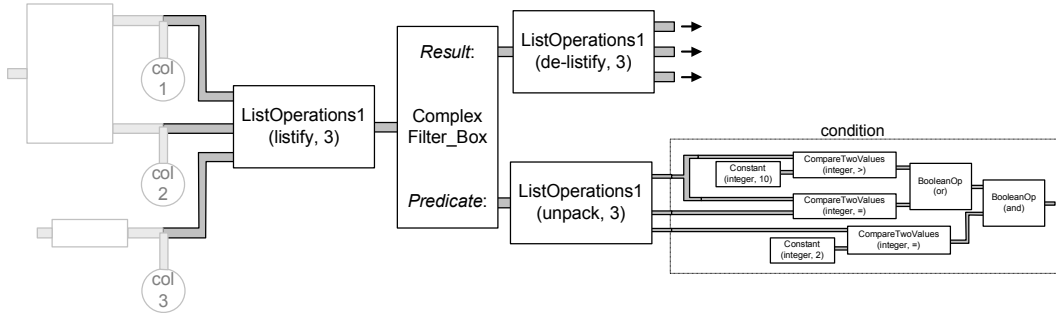 col
1
col
2
col
3
ListOperations1
(listify, 3)
Result:
Complex
Filter_Box
Predicate:
ListOperations1
(de-listify, 3)
ListOperations1
(unpack, 3)
condition
Constant
(integer, 10)
CompareTwoValues
(integer, >)
CompareTwoValues
(integer, =)
BooleanOp
(or)
BooleanOp
(and)
Constant
(integer, 2)
CompareTwoValues
(integer, =)